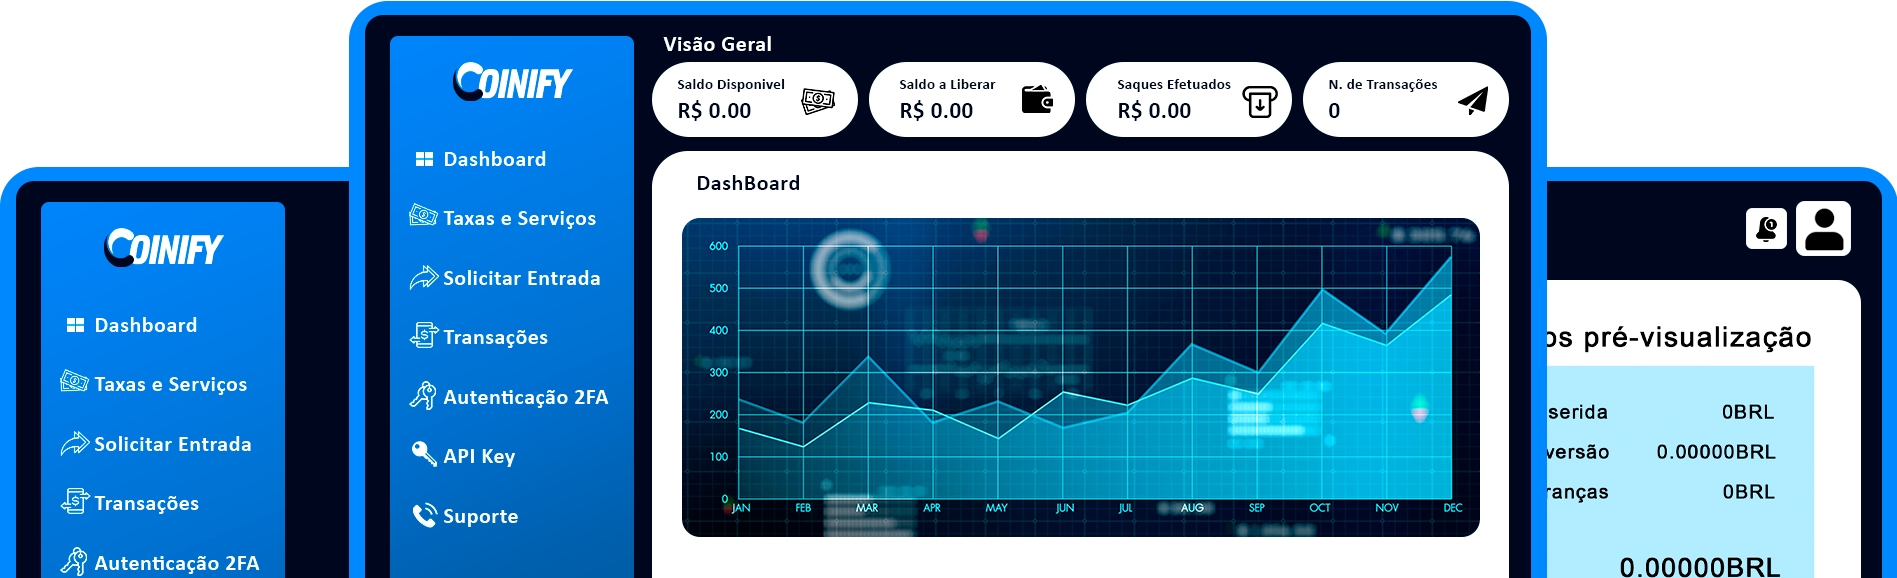 COINIFY
Dashboard
Taxas e Serviços
Solicitar Entrada
Transações
Autenticação 2FA
COINIFY
Dashboard
Taxas e Serviços
Solicitar Entrada
Transações
Autenticação 2FA
API Key
Suporte
Visão Geral
Saldo Disponivel
R$ 0.00
Saldo a Liberar
R$ 0.00
Saques Efetuados
R$ 0.00
N. de Transações
0
DashBoard
600
500
400
300
200
100
0
JAN FEB MAR APR MAY JUN JUL AUG SEP OCT NOV DEC
1
os pré-visualização
serida 0BRL
versão 0.00000BRL
ranças 0BRL
0.00000BRL